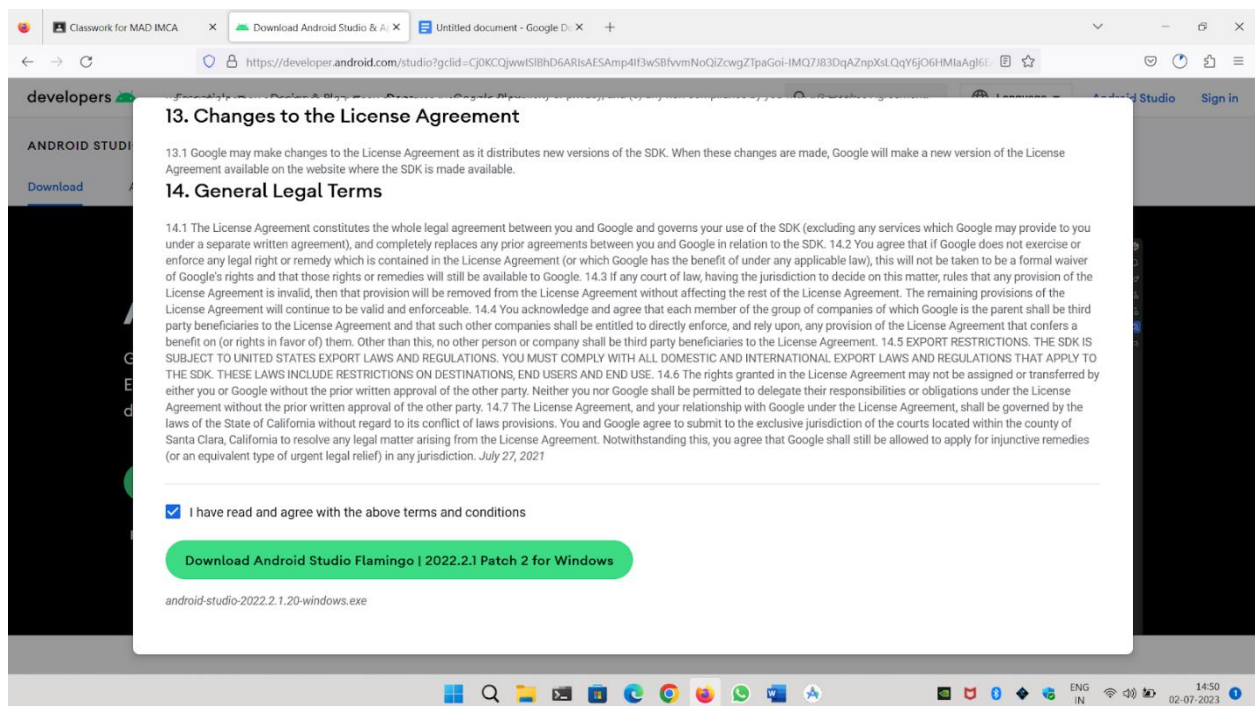 Classwork for MAD IMCA
Download Android Studio & A
Untitled document - Google Do
https://developer.android.com/studio?gclid=
developers
Language
Android Studio
Sign in
ANDROID STUDI
Download
13. Changes to the License Agreement
13.1 Google may make changes to the License Agreement as it distributes new versions of the SDK. When these changes are made, Google will make a new version of the License
Agreement available on the website where the SDK is made available.
14. General Legal Terms
14.1 The License Agreement constitutes the whole legal agreement between you and Google and governs your use of the SDK (excluding any services which Google may provide to you
under a separate written agreement), and completely replaces any prior agreements between you and Google in relation to the SDK. 14.2 You agree that if Google does not exercise or
enforce any legal right or remedy which is contained in the License Agreement (or which Google has the benefit of under any applicable law), this will not be taken to be a formal waiver
of Google's rights and that those rights or remedies will still be available to Google. 14.3 If any court of law, having the jurisdiction to decide on this matter, rules that any provision of the
License Agreement is invalid, then that provision will be removed from the License Agreement without affecting the rest of the License Agreement. The remaining provisions of the
License Agreement will continue to be valid and enforceable. 14.4 You acknowledge and agree that each member of the group of companies of which Google is the parent shall be third
party beneficiaries to the License Agreement and that such other companies shall be entitled to directly enforce, and rely upon, any provision of the License Agreement that confers a
benefit on (or rights in favor of) them. Other than this, no other person or company shall be third party beneficiaries to the License Agreement. 14.5 EXPORT RESTRICTIONS. THE SDK IS
SUBJECT TO UNITED STATES EXPORT LAWS AND REGULATIONS. YOU MUST COMPLY WITH ALL DOMESTIC AND INTERNATIONAL EXPORT LAWS AND REGULATIONS THAT APPLY TO
THE SDK. THESE LAWS INCLUDE RESTRICTIONS ON DESTINATIONS, END USERS AND END USE. 14.6 The rights granted in the License Agreement may not be assigned or transferred by
either you or Google without the prior written approval of the other party. Neither you nor Google shall be permitted to delegate their responsibilities or obligations under the License
Agreement without the prior written approval of the other party. 14.7 The License Agreement, and your relationship with Google under the License Agreement, shall be governed by the
laws of the State of California without regard to its conflict of laws provisions. You and Google agree to submit to the exclusive jurisdiction of the courts located within the county of
Santa Clara, California to resolve any legal matter arising from the License Agreement. Notwithstanding this, you agree that Google shall still be allowed to apply for injunctive remedies
(or an equivalent type of urgent legal relief) in any jurisdiction. July 27, 2021
I have read and agree with the above terms and conditions
Download Android Studio Flamingo | 2022.2.1 Patch 2 for Windows
android-studio-2022.2.1.20-windows.exe
ENG
IN
14:50
02-07-2023
1